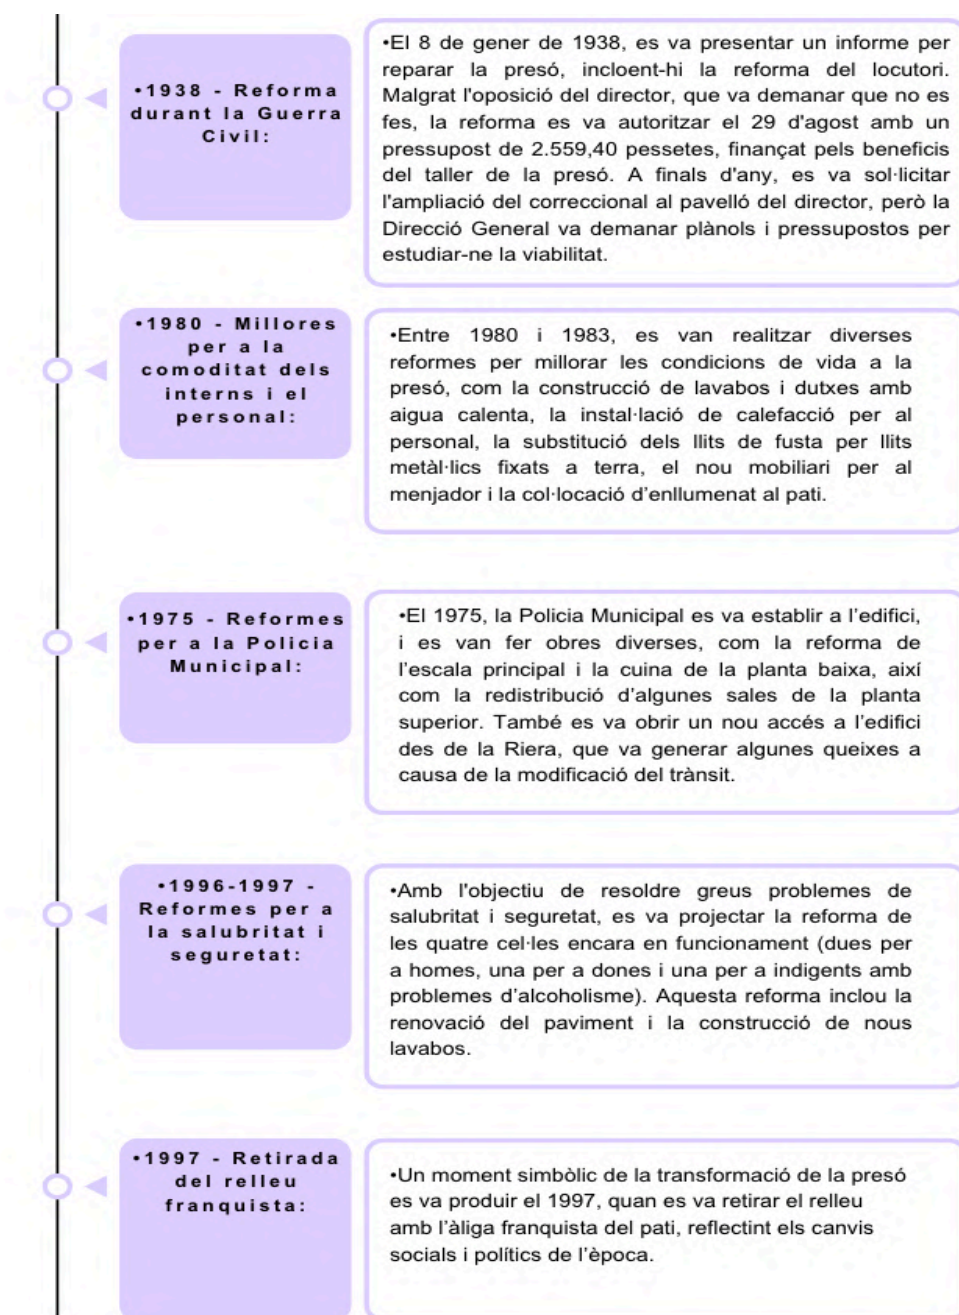 •1938 - Reforma
durant la Guerra
Civil:
•El 8 de gener de 1938, es va presentar un informe per
reparar la presó, incloent-hi la reforma del locutori.
Malgrat l'oposició del director, que va demanar que no es
fes, la reforma es va autoritzar el 29 d'agost amb un
pressupost de 2.559,40 pessetes, finançat pels beneficis
del taller de la presó. A finals d'any, es va sol·licitar
l'ampliació del correccional al pavelló del director, però la
Direcció General va demanar plànols i pressupostos per
estudiar-ne la viabilitat.
•1980 - Millores
per a la
comoditat dels
interns i el
personal:
•Entre 1980 i 1983, es van realitzar diverses
reformes per millorar les condicions de vida a la
presó, com la construcció de lavabos i dutxes amb
aigua calenta, la instal·lació de calefacció per al
personal, la substitució dels llits de fusta per llits
metàl·lics fixats a terra, el nou mobiliari per al
menjador i la col·locació d’enllumenat al pati.
•1975 - Reformes
per a la Policia
Municipal:
•El 1975, la Policia Municipal es va establir a l’edifici,
i es van fer obres diverses, com la reforma de
l’escala principal i la cuina de la planta baixa, així
com la redistribució d’algunes sales de la planta
superior. També es va obrir un nou accés a l’edifici
des de la Riera, que va generar algunes queixes a
causa de la modificació del trànsit.
•1996-1997 -
Reformes per a
la salubritat i
seguretat:
•Amb l'objectiu de resoldre greus problemes de
salubritat i seguretat, es va projectar la reforma de
les quatre cel·les encara en funcionament (dues per
a homes, una per a dones i una per a indigents amb
problemes d’alcoholisme). Aquesta reforma inclou la
renovació del paviment i la construcció de nous
lavabos.
•1997 - Retirada
del relleu
franquista:
•Un moment simbòlic de la transformació de la presó
es va produir el 1997, quan es va retirar el relleu
amb l’àliga franquista del pati, reflectint els canvis
socials i polítics de l’època.